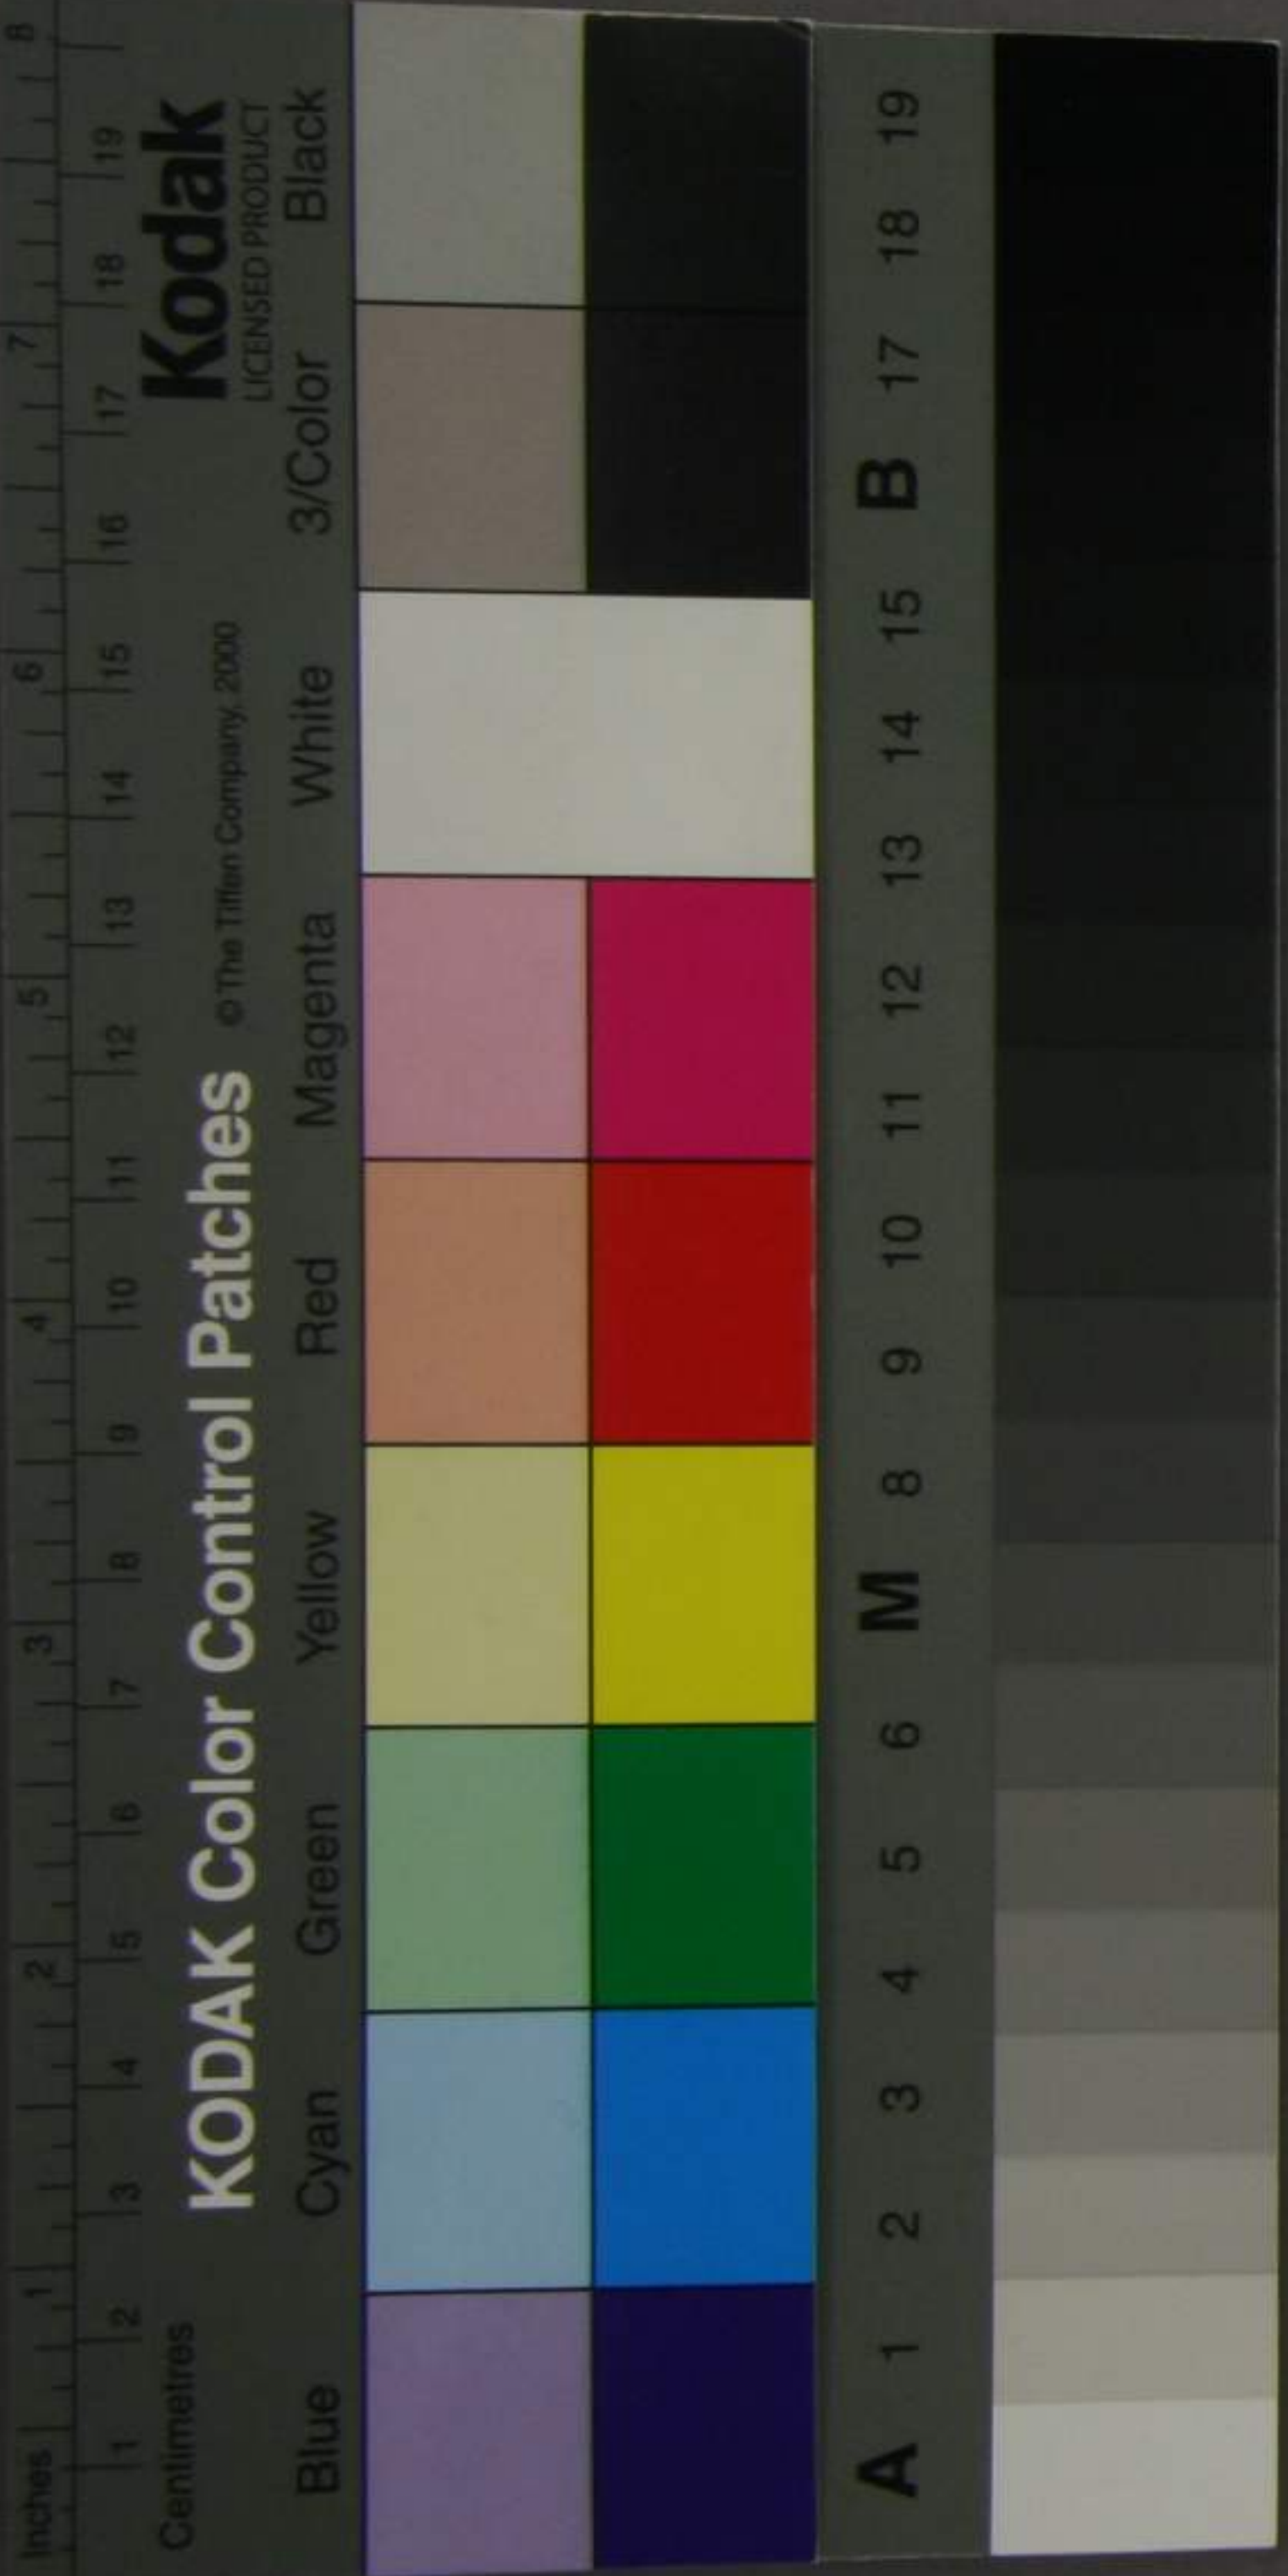 Inches 1 2 3 4 5 6 7 8
Centimetres 1 2 3 4 5 6 7 8 9 10 11 12 13 14 15 16 17 18 19
KODAK Color Control Patches © The Tiffen Company, 2000 Kodak
LICENSED PRODUCT
Blue Cyan Green Yellow Red Magenta White 3/Color Black
A 1 2 3 4 5 6 M 8 9 10 11 12 13 14 15 B 17 18 19